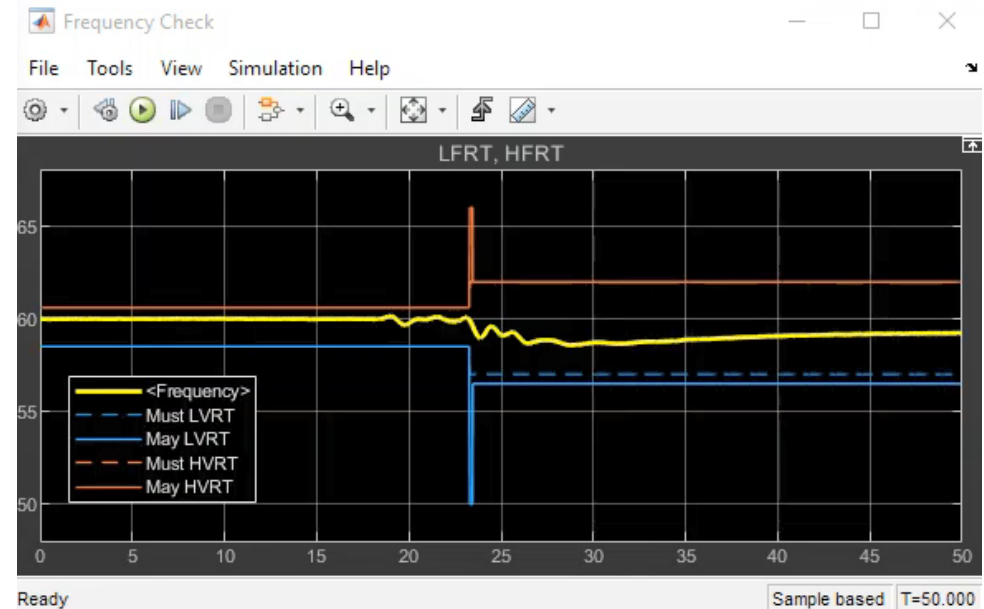 Frequency Check
File Tools View Simulation Help
LFRT, HFRT
65
60
55
50
<Frequency>
Must LVRT
May LVRT
Must HVRT
May HVRT
0 5 10 15 20 25 30 35 40 45 50
Ready Sample based T=50.000